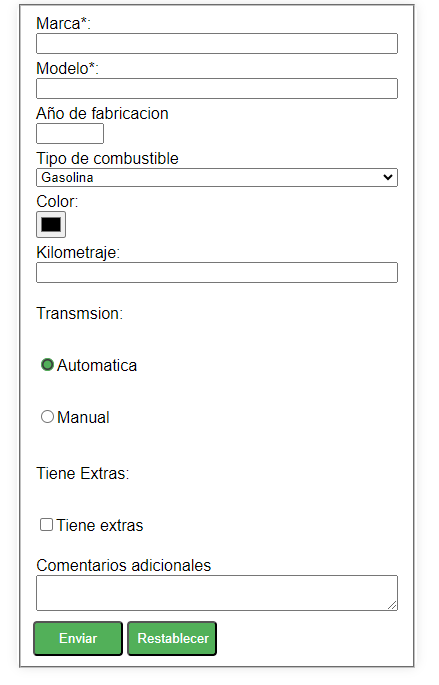 Marca*:
Modelo*:
Año de fabricacion
Tipo de combustible
Gasolina
Color:
Kilometraje:
Transmsion:
Automatica
Manual
Tiene Extras:
Tiene extras
Comentarios adicionales
Enviar Restablecer